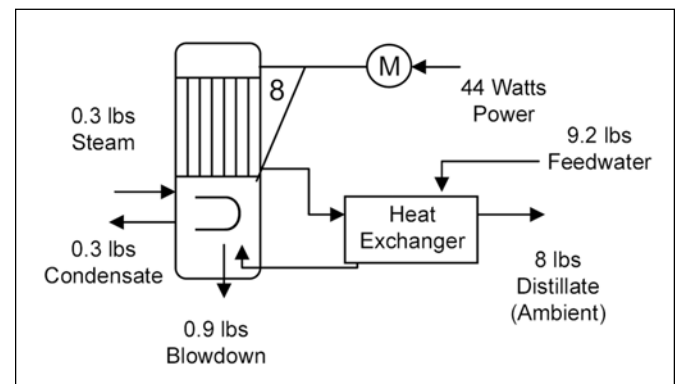 M
8
44 Watts
Power
0.3 lbs
Steam
9.2 lbs
Feedwater
Heat
Exchanger
0.3 lbs
Condensate
8 lbs
Distillate
(Ambient)
0.9 lbs
Blowdown